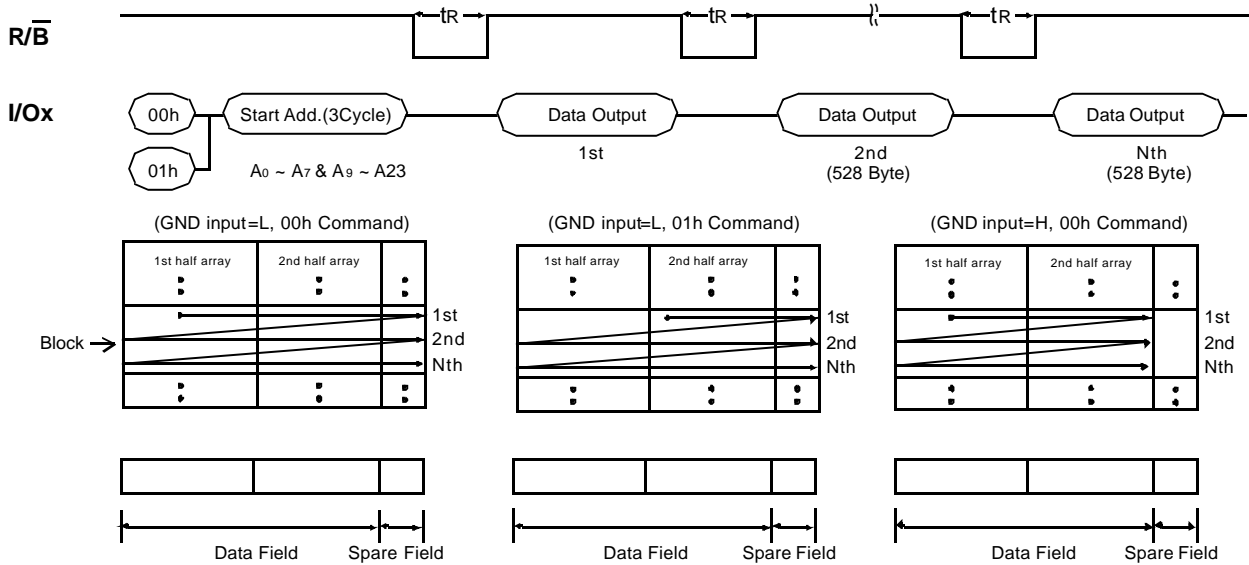 tR tR tR
R/B
I/Ox
00h Start Add.(3Cycle) Data Output Data Output Data Output
01h
A0 ~ A7 & A9 ~ A23
1st 2nd Nth
(528 Byte) (528 Byte)
(GND input=L, 00h Command) (GND input=L, 01h Command) (GND input=H, 00h Command)
1st half array 2nd half array 1st half array 2nd half array 1st half array 2nd half array
1st 1st 1st
Block 2nd 2nd 2nd
Nth Nth Nth
Data Field Spare Field Data Field Spare Field Data Field Spare Field